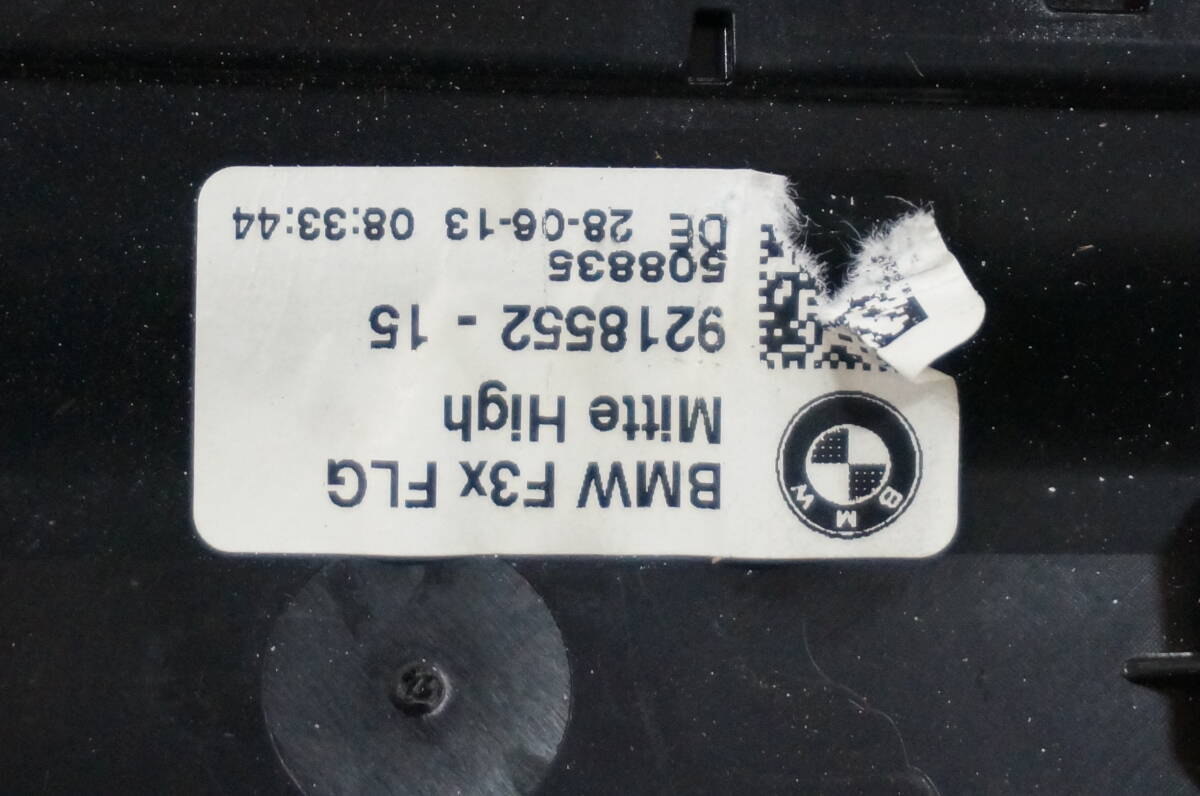 BMW F3x FLG
Mitte High
9218552 - 15
508835
DE 28-06-13 08:33:44
BMW